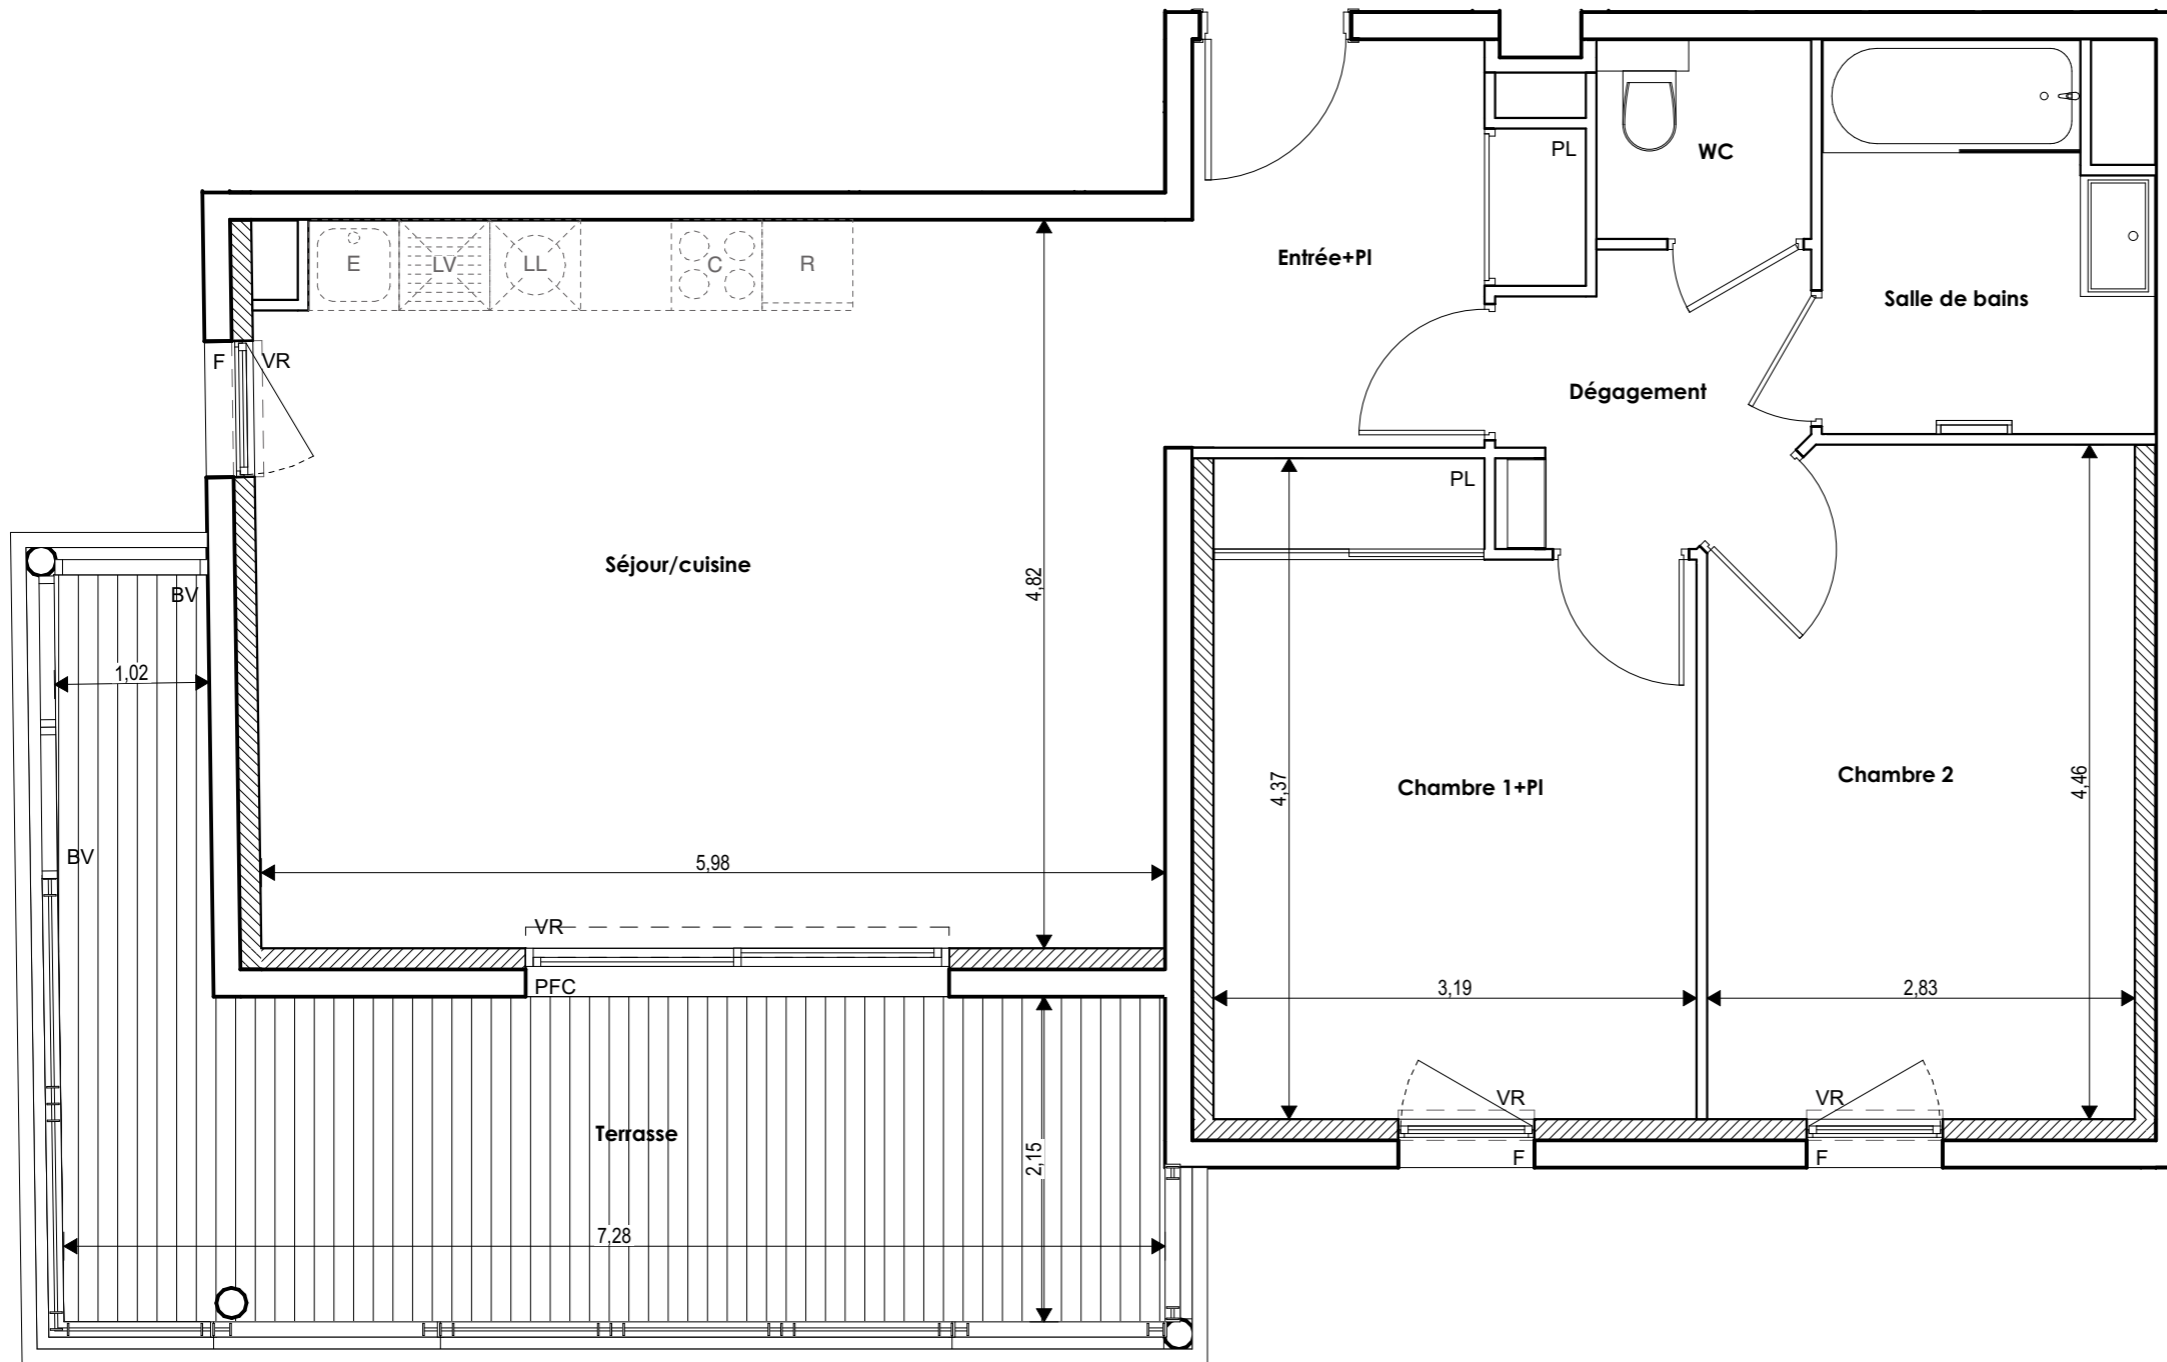 PL
WC
Entrée+Pl
E
LV
LL
C
R
Salle de bains
F
VR
Dégagement
PL
Séjour/cuisine
4,82
BV
1,02
4,37
Chambre 1+Pl
Chambre 2
4,46
BV
5,98
VR
PFC
3,19
2,83
VR
VR
Terrasse
2,15
F
F
7,28